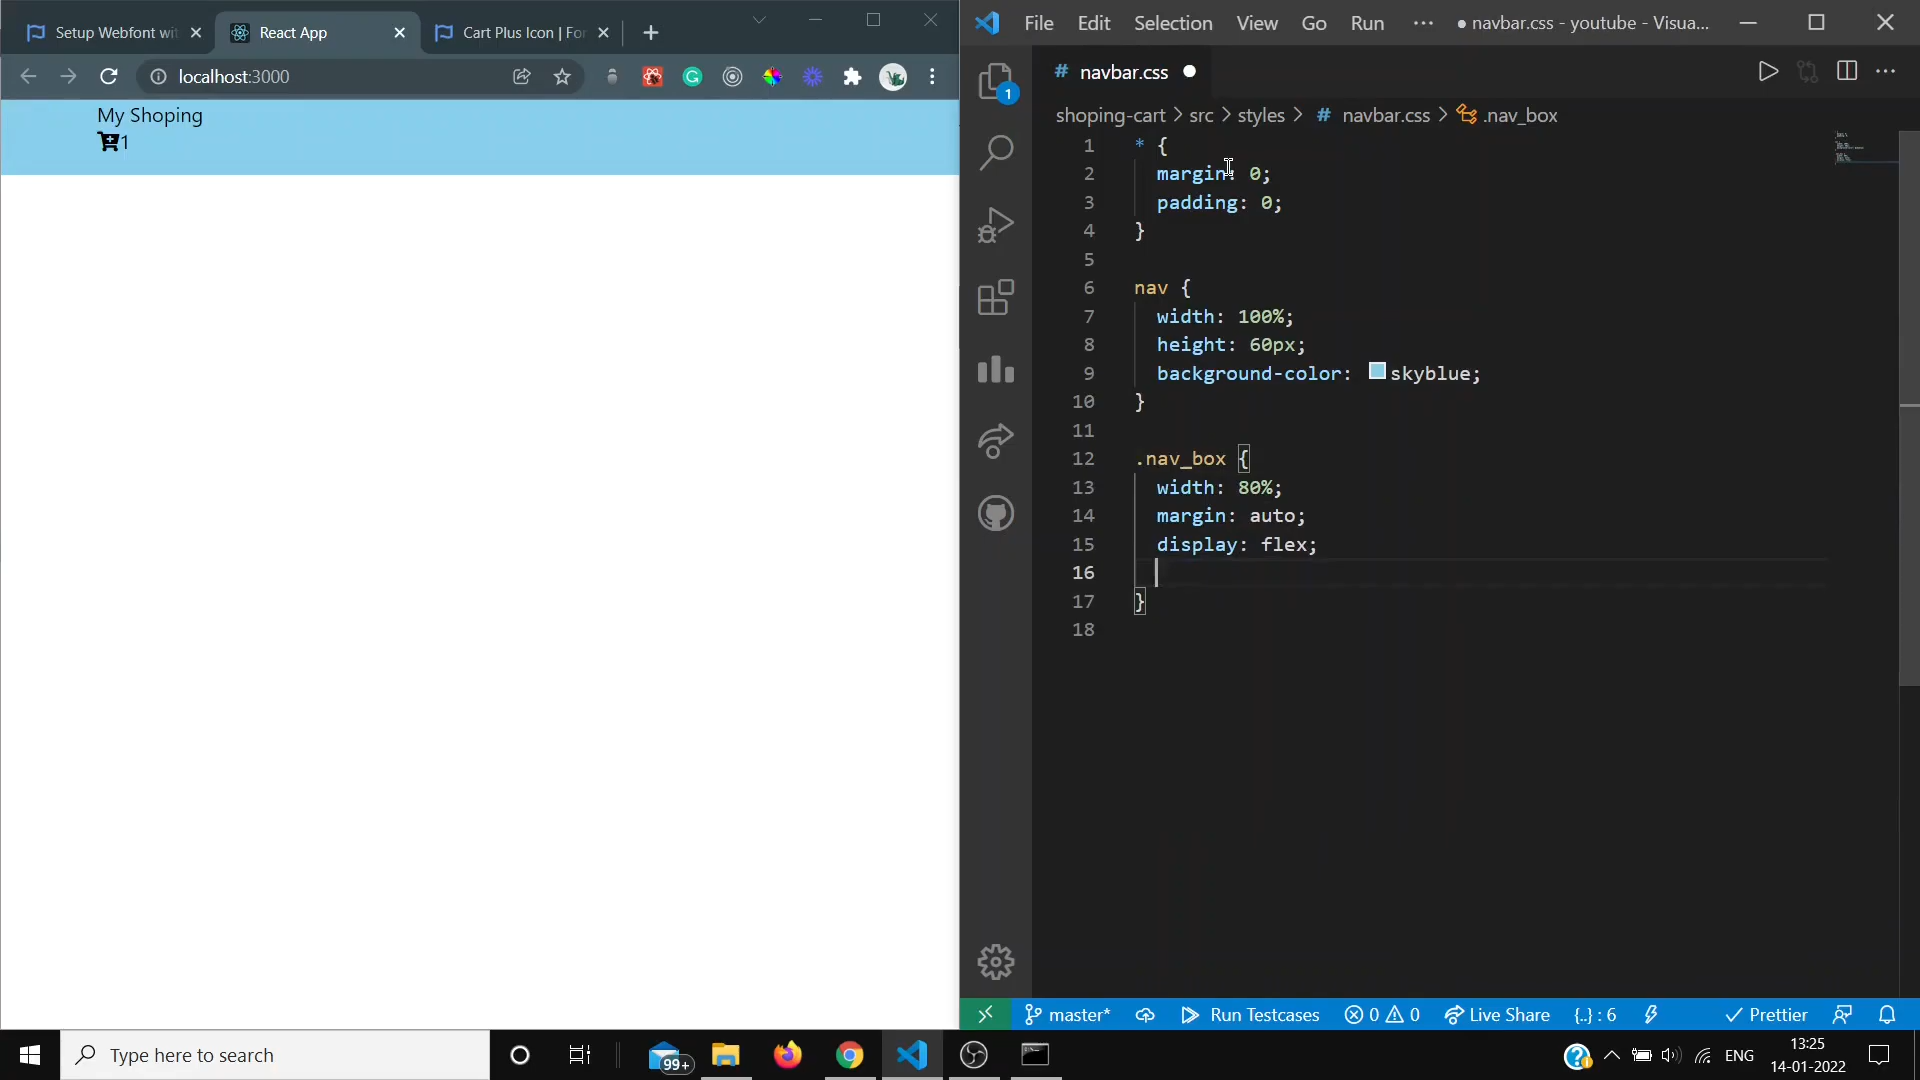 Setup Webfont wit
React App
Cart Plus Icon | For
localhost:3000
My Shoping
1
File Edit Selection View Go Run ··· ● navbar.css - youtube - Visua...
# navbar.css
shoping-cart > src > styles > # navbar.css > .nav_box
1
1 * {
2 margin: 0;
3 padding: 0;
4 }
5
6 nav {
7 width: 100%;
8 height: 60px;
9 background-color: skyblue;
10 }
11
12 .nav_box {
13 width: 80%;
14 margin: auto;
15 display: flex;
16
17 }
18
master* Run Testcases 0 0 Live Share {..} : 6 Prettier
Type here to search
99+
ENG
13:25
14-01-2022